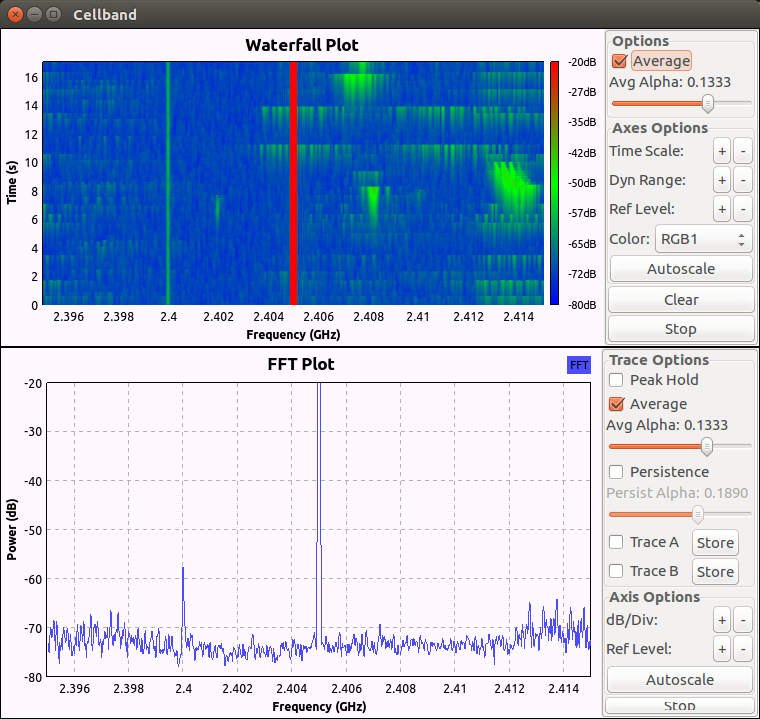 Cellband
Waterfall Plot
16
14
12
10
8
6
4
2
0
Time (s)
2.396 2.398 2.4 2.402 2.404 2.406 2.408 2.41 2.412 2.414
Frequency (GHz)
-20dB
-27dB
-35dB
-42dB
-50dB
-57dB
-65dB
-72dB
-80dB
Options
Average
Avg Alpha: 0.1333
Axes Options
Time Scale: + -
Dyn Range: + -
Ref Level: + -
Color: RGB1
Autoscale
Clear
Stop
FFT Plot
FFT
-20
-30
-40
-50
-60
-70
-80
Power (dB)
2.396 2.398 2.4 2.402 2.404 2.406 2.408 2.41 2.412 2.414
Frequency (GHz)
Trace Options
Peak Hold
Average
Avg Alpha: 0.1333
Persistence
Persist Alpha: 0.1890
Trace A Store
Trace B Store
Axis Options
dB/Div: + -
Ref Level: + -
Autoscale
Stop